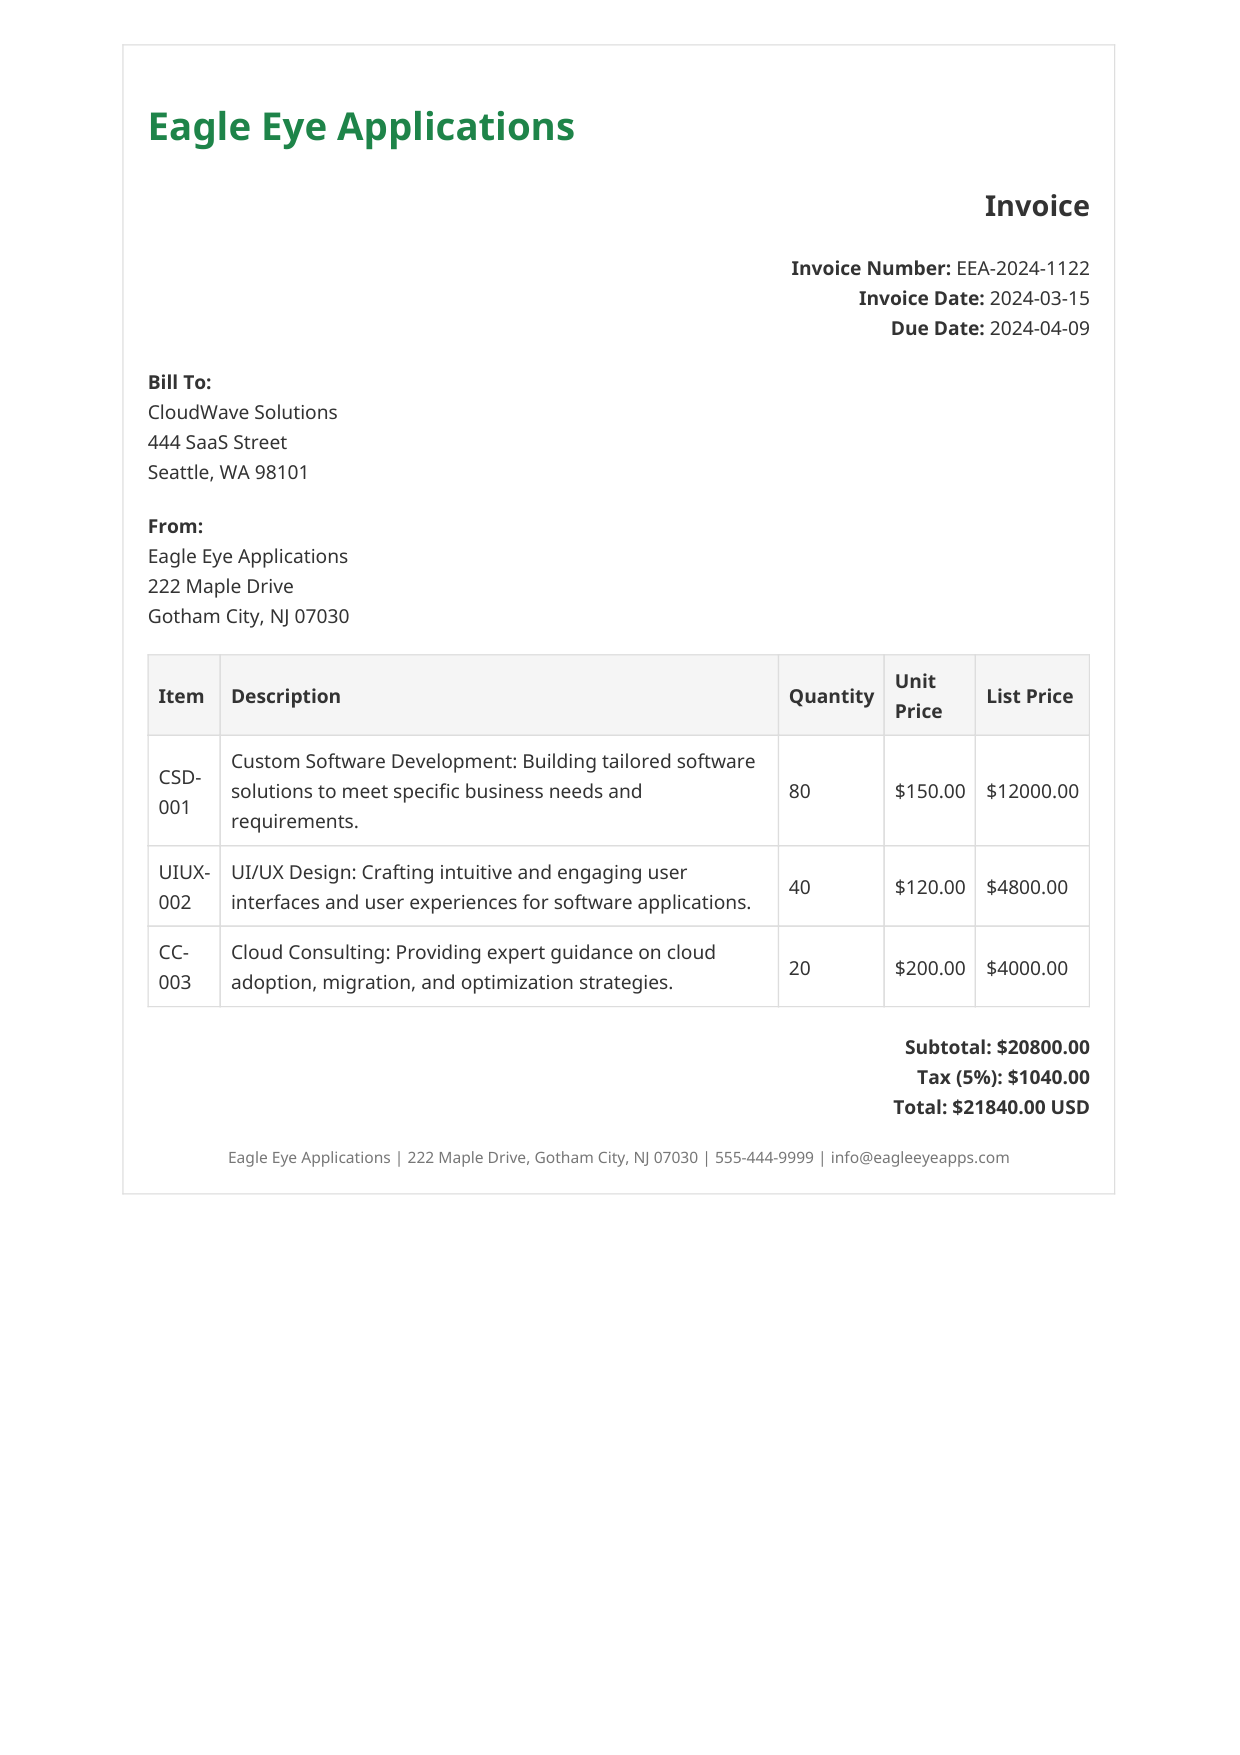 Eagle Eye Applications
Invoice
Invoice Number: EEA-2024-1122
Invoice Date: 2024-03-15
Due Date: 2024-04-09
Bill To:
CloudWave Solutions
444 SaaS Street
Seattle, WA 98101
From:
Eagle Eye Applications
222 Maple Drive
Gotham City, NJ 07030
Item Description Quantity Unit Price List Price
CSD-001 Custom Software Development: Building tailored software solutions to meet specific business needs and requirements. 80 $150.00 $12000.00
UIUX-002 UI/UX Design: Crafting intuitive and engaging user interfaces and user experiences for software applications. 40 $120.00 $4800.00
CC-003 Cloud Consulting: Providing expert guidance on cloud adoption, migration, and optimization strategies. 20 $200.00 $4000.00
Subtotal: $20800.00
Tax (5%): $1040.00
Total: $21840.00 USD
Eagle Eye Applications | 222 Maple Drive, Gotham City, NJ 07030 | 555-444-9999 | info@eagleeyeapps.com